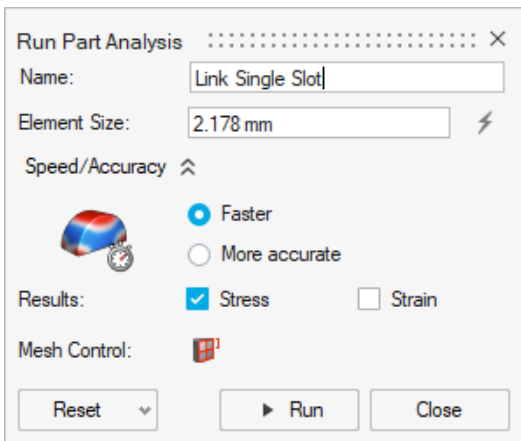 Run Part Analysis
Name: Link Single Slot
Element Size: 2.178 mm
Speed/Accuracy
Faster
More accurate
Results: Stress Strain
Mesh Control:
Reset Run Close